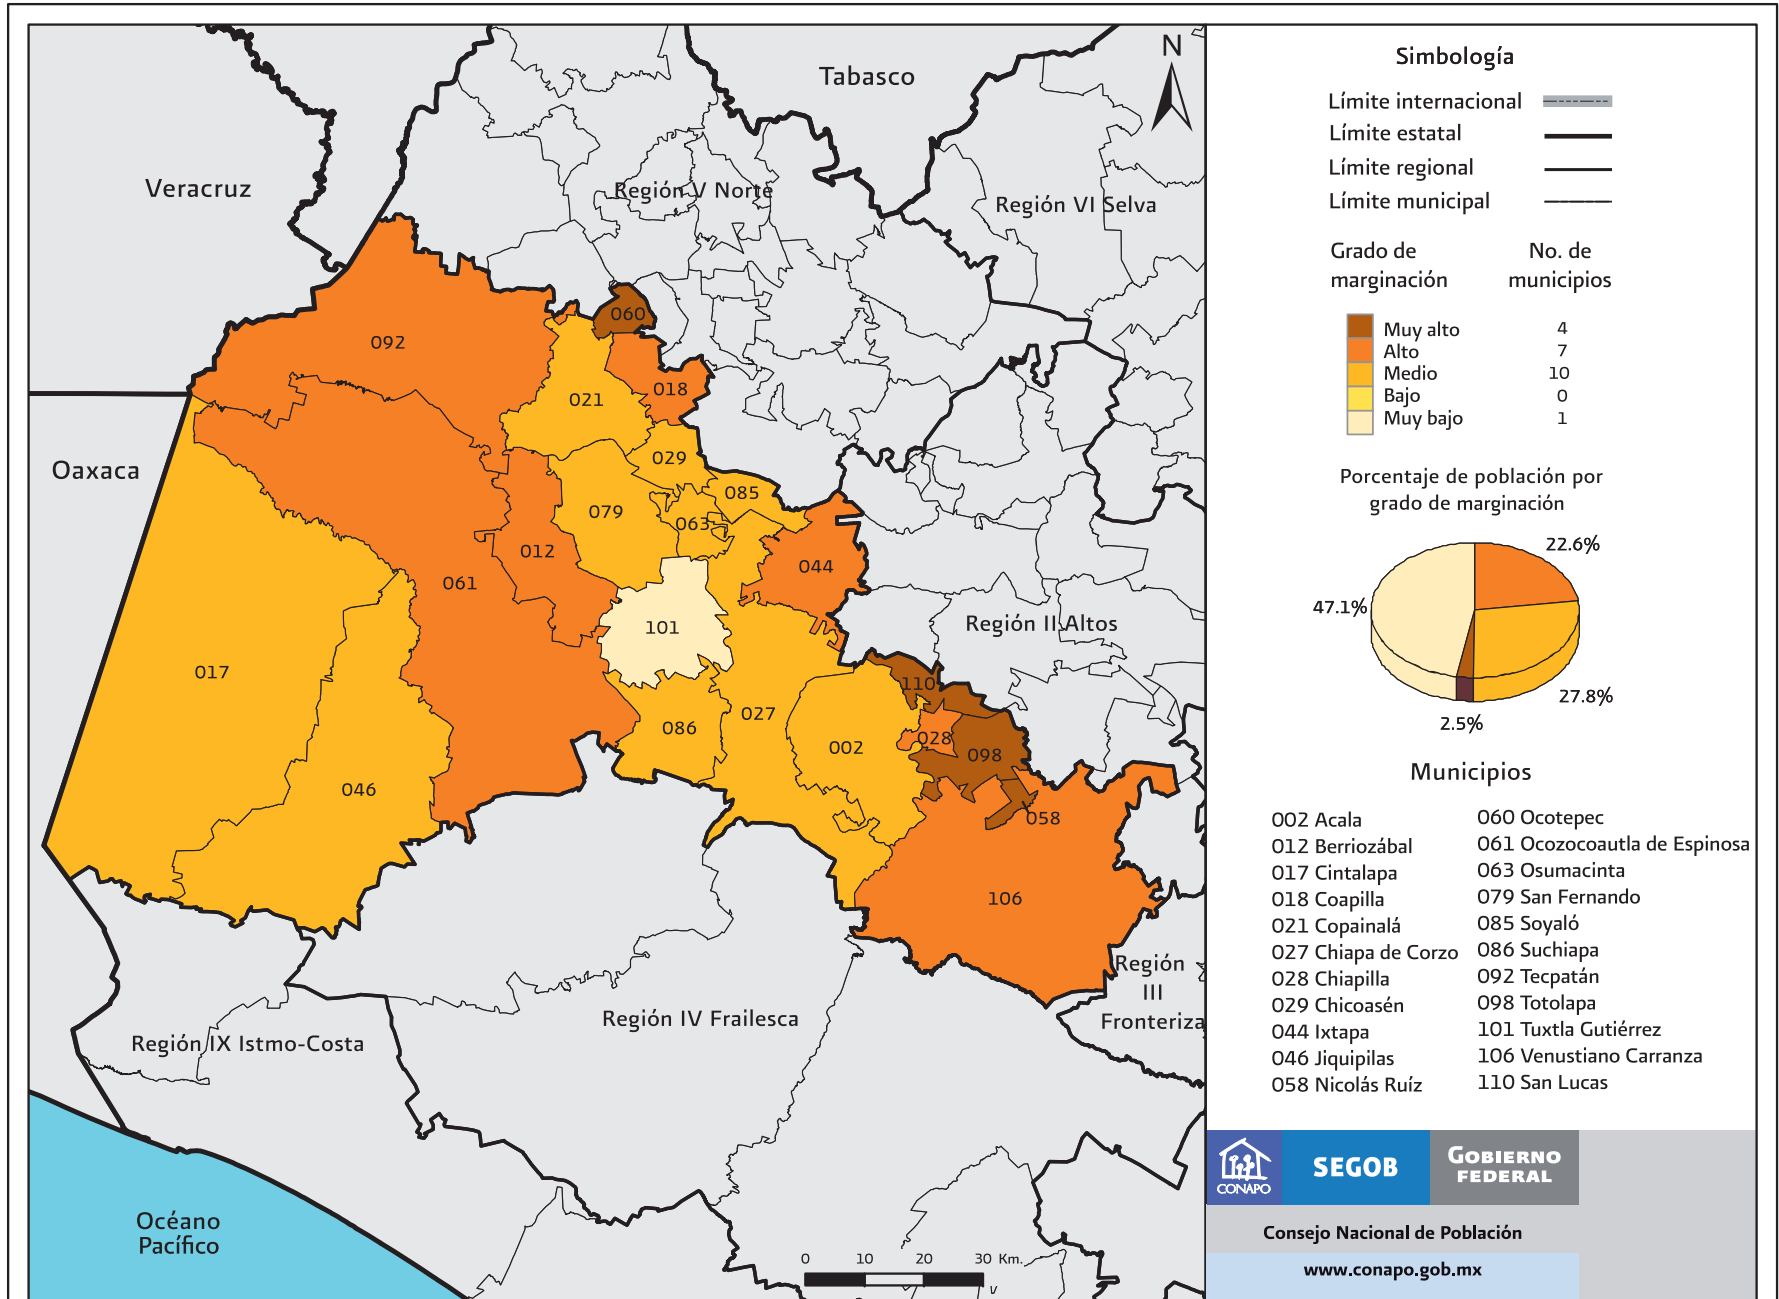 Tabasco
N
Veracruz
Región V Norte
Región VI Selva
060
092
018
021
Oaxaca
029
085
079
063
012
044
061
101
Región II Altos
017
110
027
086
028
002
098
046
058
106
Región
III
Fronteriza
Región IV Frailesca
Región IX Istmo-Costa
Océano
Pacífico
0 10 20 30 Km.
Simbología
Límite internacional
Límite estatal
Límite regional
Límite municipal
Grado de
marginación
No. de
municipios
Muy alto 4
Alto 7
Medio 10
Bajo 0
Muy bajo 1
Porcentaje de población por
grado de marginación
22.6%
47.1%
27.8%
2.5%
Municipios
002 Acala
012 Berriozábal
017 Cintalapa
018 Coapilla
021 Copainalá
027 Chiapa de Corzo
028 Chiapilla
029 Chicoasén
044 Ixtapa
046 Jiquipilas
058 Nicolás Ruíz
060 Ocotepec
061 Ocozocoautla de Espinosa
063 Osumacinta
079 San Fernando
085 Soyaló
086 Suchiapa
092 Tecpatán
098 Totolapa
101 Tuxtla Gutiérrez
106 Venustiano Carranza
110 San Lucas
CONAPO
SEGOB
GOBIERNO
FEDERAL
Consejo Nacional de Población
www.conapo.gob.mx